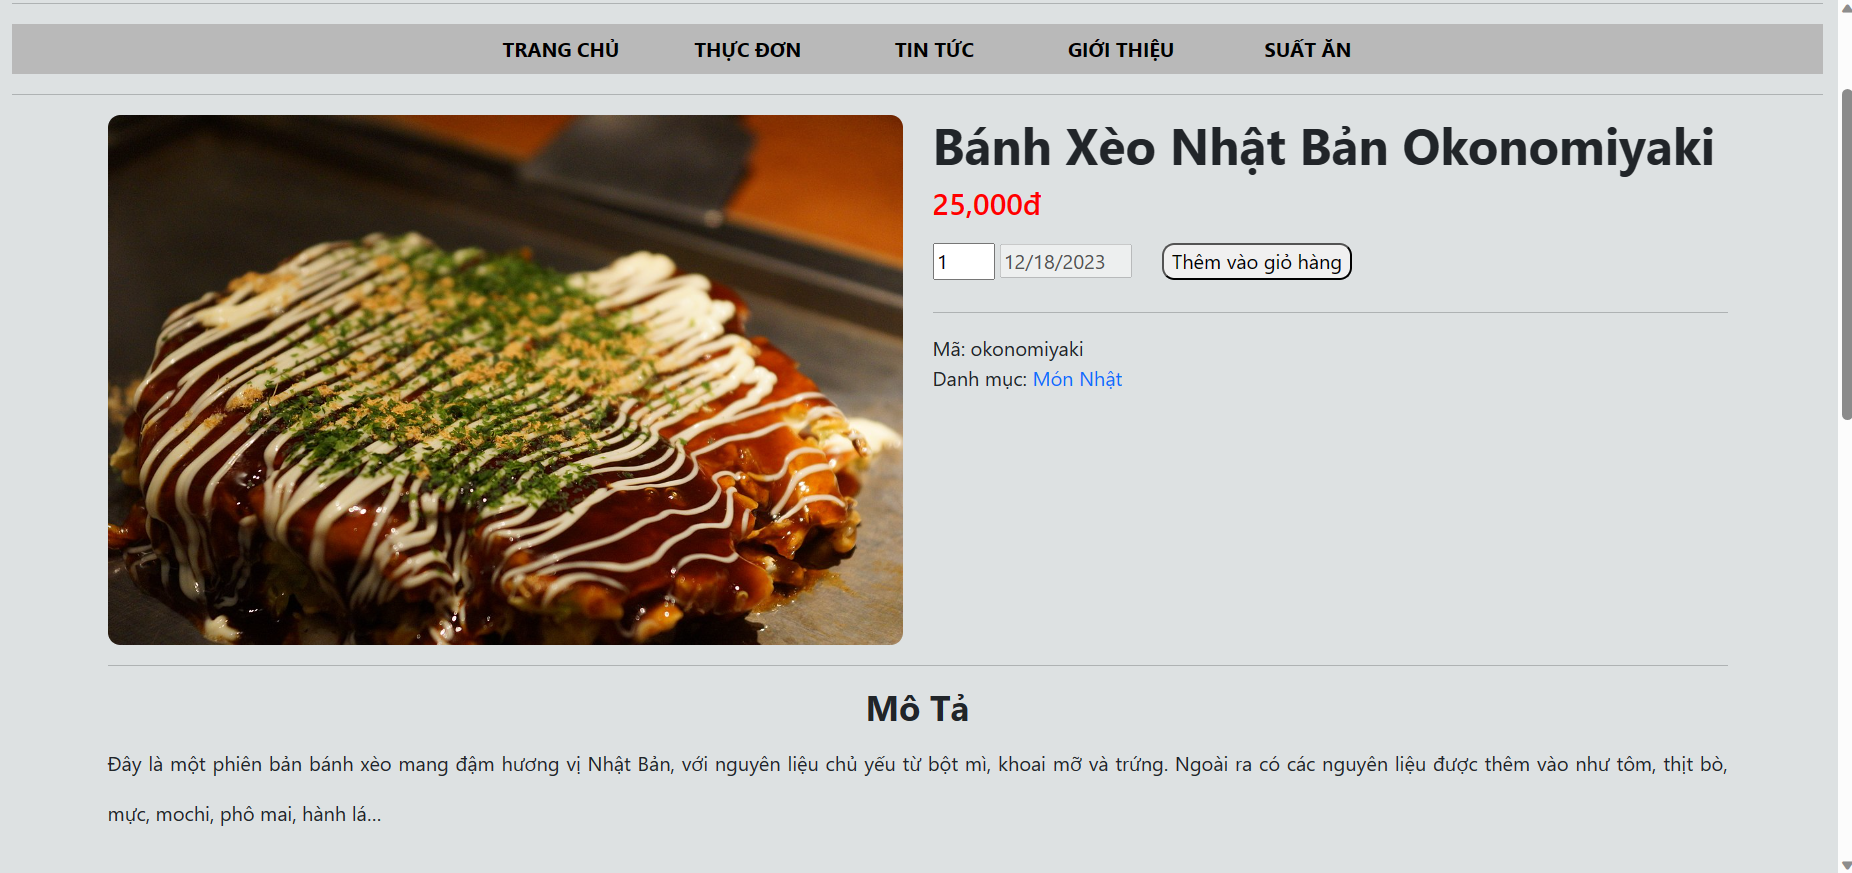 TRANG CHỦ THỰC ĐƠN TIN TỨC GIỚI THIỆU SUẤT ĂN
Bánh Xèo Nhật Bản Okonomiyaki
25,000đ
1 12/18/2023 Thêm vào giỏ hàng
Mã: okonomiyaki
Danh mục: Món Nhật
Mô Tả
Đây là một phiên bản bánh xèo mang đậm hương vị Nhật Bản, với nguyên liệu chủ yếu từ bột mì, khoai mỡ và trứng. Ngoài ra có các nguyên liệu được thêm vào như tôm, thịt bò,
mực, mochi, phô mai, hành lá...